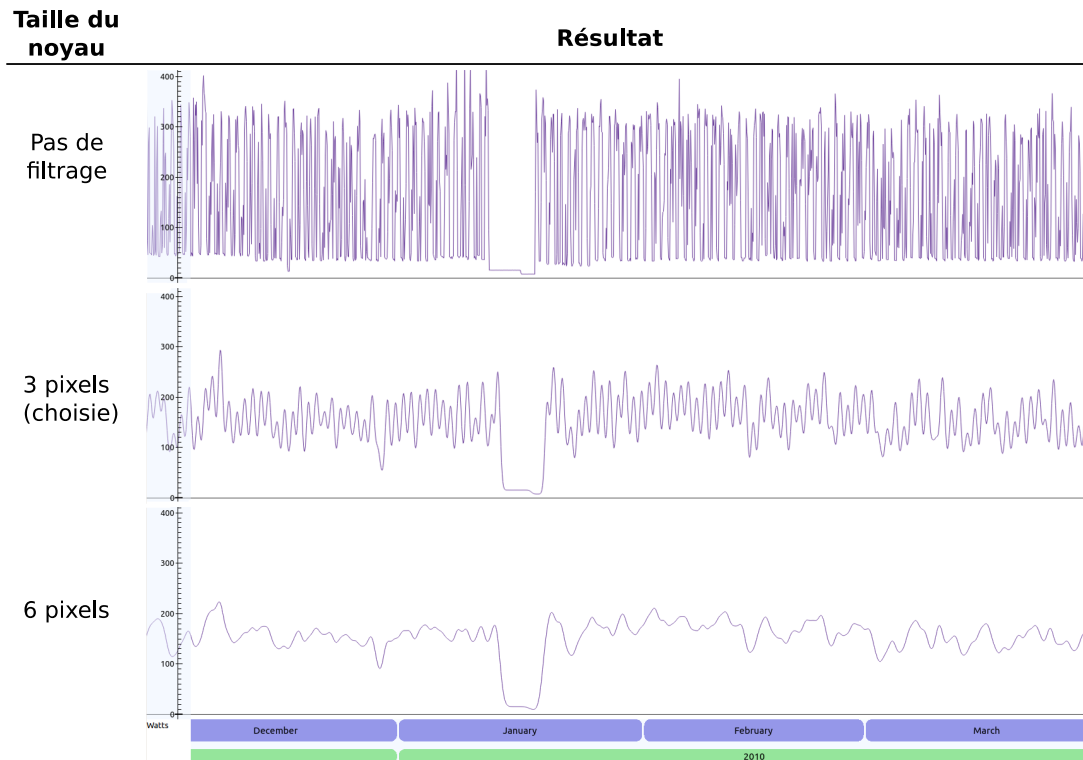 Taille du
noyau
Résultat
Pas de
filtrage
400
300
200
100
0
3 pixels
(choisie)
400
300
200
100
0
6 pixels
400
300
200
100
0
Watts
December
January
February
March
2010